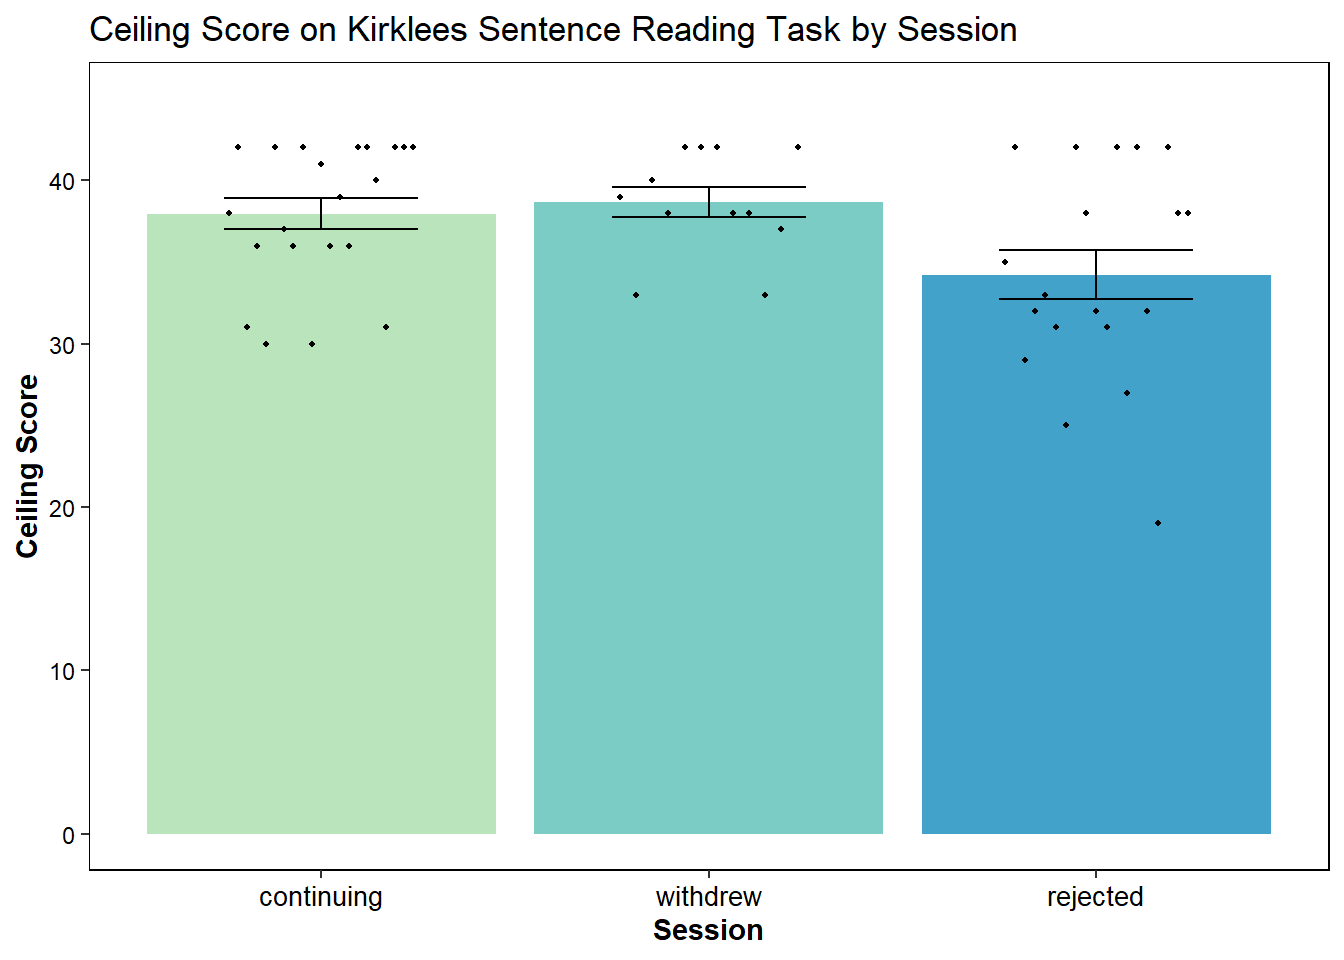 Ceiling Score on Kirklees Sentence Reading Task by Session
Ceiling Score
40
30
20
10
0
continuing
withdrew
rejected
Session